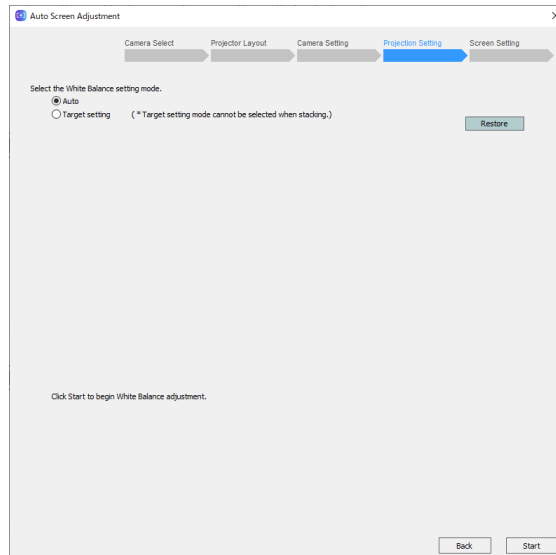 Auto Screen Adjustment
Camera Select Projector Layout Camera Setting Projection Setting Screen Setting
Select the White Balance setting mode.
Auto
Target setting ( * Target setting mode cannot be selected when stacking.)
Restore
Click Start to begin White Balance adjustment.
Back Start